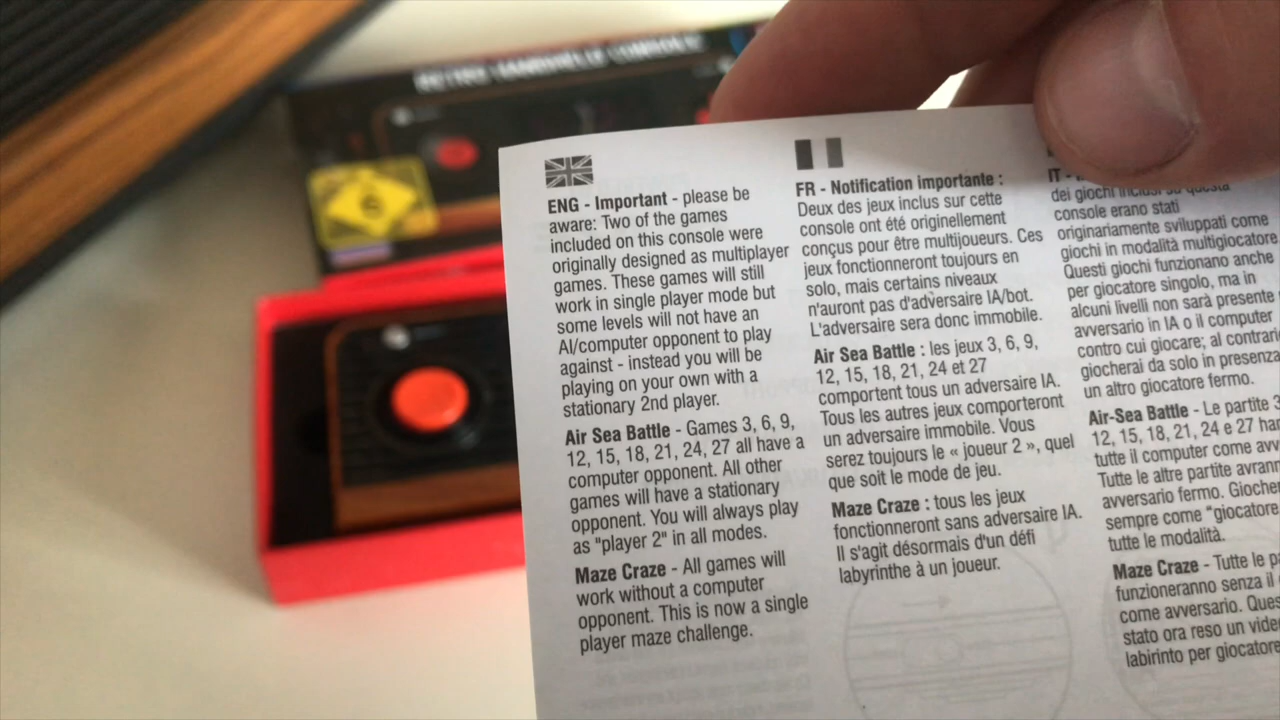 RETRO HANDHELD CONSOLE
ENG - Important - please be
aware: Two of the games
included on this console were
originally designed as multiplayer
games. These games will still
work in single player mode but
some levels will not have an
AI/computer opponent to play
against - instead you will be
playing on your own with a
stationary 2nd player.
Air Sea Battle - Games 3, 6, 9,
12, 15, 18, 21, 24, 27 all have a
computer opponent. All other
games will have a stationary
opponent. You will always play
as "player 2" in all modes.
Maze Craze - All games will
work without a computer
opponent. This is now a single
player maze challenge.
FR - Notification importante :
Deux des jeux inclus sur cette
console ont été originellement
conçus pour être multijoueurs. Ces
jeux fonctionneront toujours en
solo, mais certains niveaux
n'auront pas d'adversaire IA/bot.
L'adversaire sera donc immobile.
Air Sea Battle : les jeux 3, 6, 9,
12, 15, 18, 21, 24 et 27
comportent tous un adversaire IA.
Tous les autres jeux comporteront
un adversaire immobile. Vous
serez toujours le « joueur 2 », quel
que soit le mode de jeu.
Maze Craze : tous les jeux
fonctionneront sans adversaire IA.
Il s'agit désormais d'un défi
labyrinthe à un joueur.
IT -
dei giochi inclusi su questa
console erano stati
originariamente sviluppati come
giochi in modalità multigiocatore
Questi giochi funzionano anche
per giocatore singolo, ma in
alcuni livelli non sarà presente
avversario in IA o il computer
contro cui giocare; al contrari
giocherai da solo in presenza
un altro giocatore fermo.
Air-Sea Battle - Le partite 3
12, 15, 18, 21, 24 e 27 han
tutte il computer come avv
Tutte le altre partite avrann
avversario fermo. Giocher
sempre come "giocatore
tutte le modalità.
Maze Craze - Tutte le pa
funzioneranno senza il
come avversario. Ques
stato ora reso un vide
labirinto per giocatore